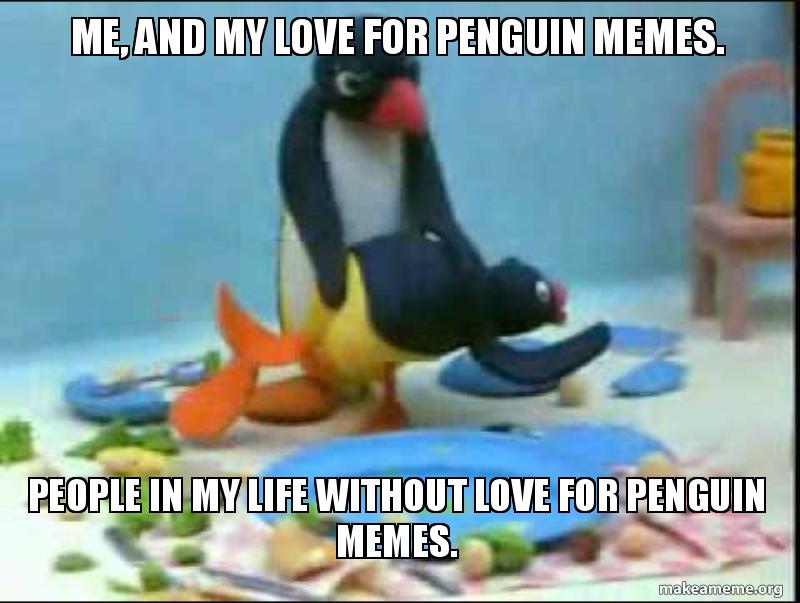 ME, AND MY LOVE FOR PENGUIN MEMES.
PEOPLE IN MY LIFE WITHOUT LOVE FOR PENGUIN
MEMES.
makeameme.org